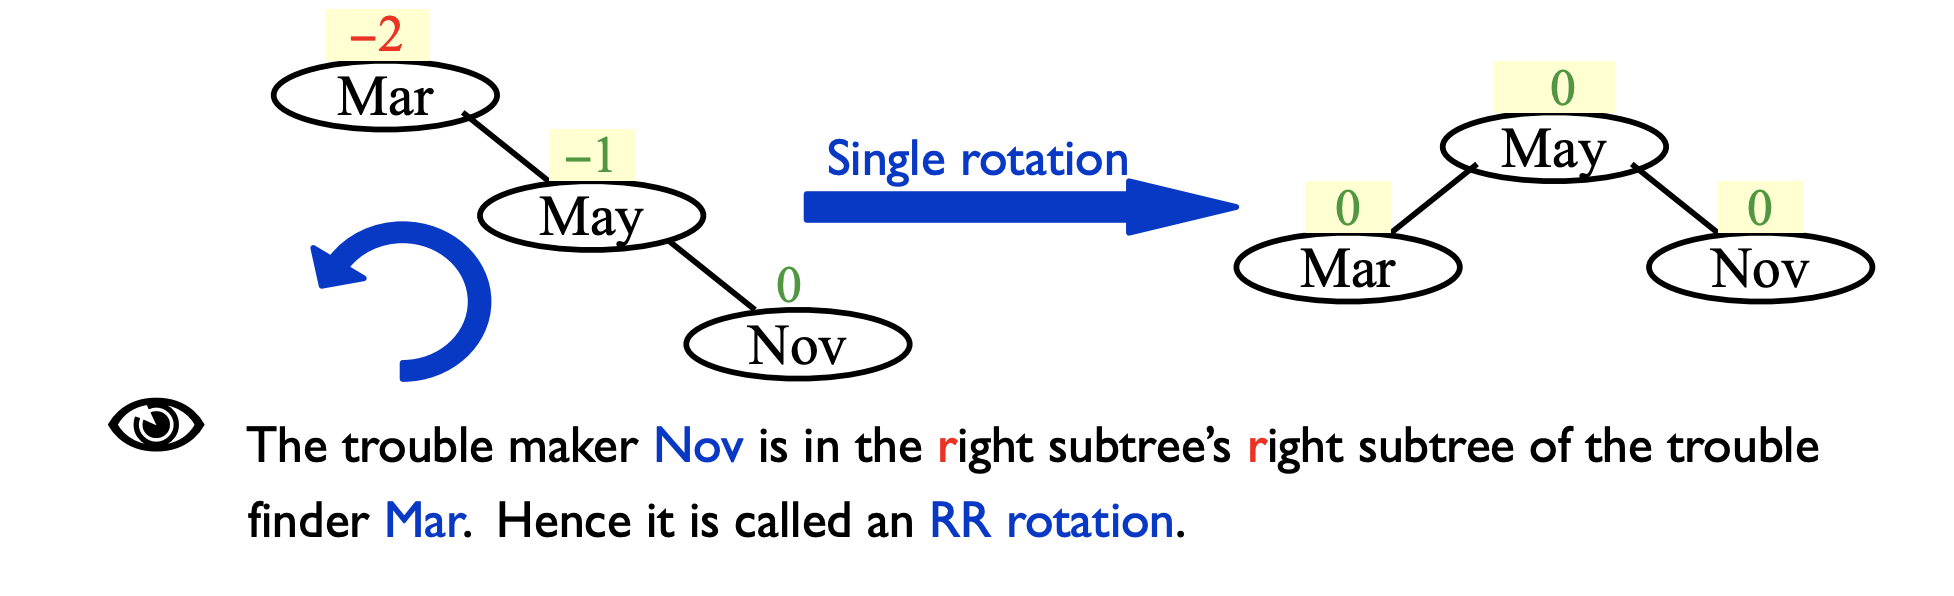 −2
Mar
−1
May
0
Nov
Single rotation
0
May
0
Mar
0
Nov
The trouble maker Nov is in the right subtree’s right subtree of the trouble
finder Mar. Hence it is called an RR rotation.